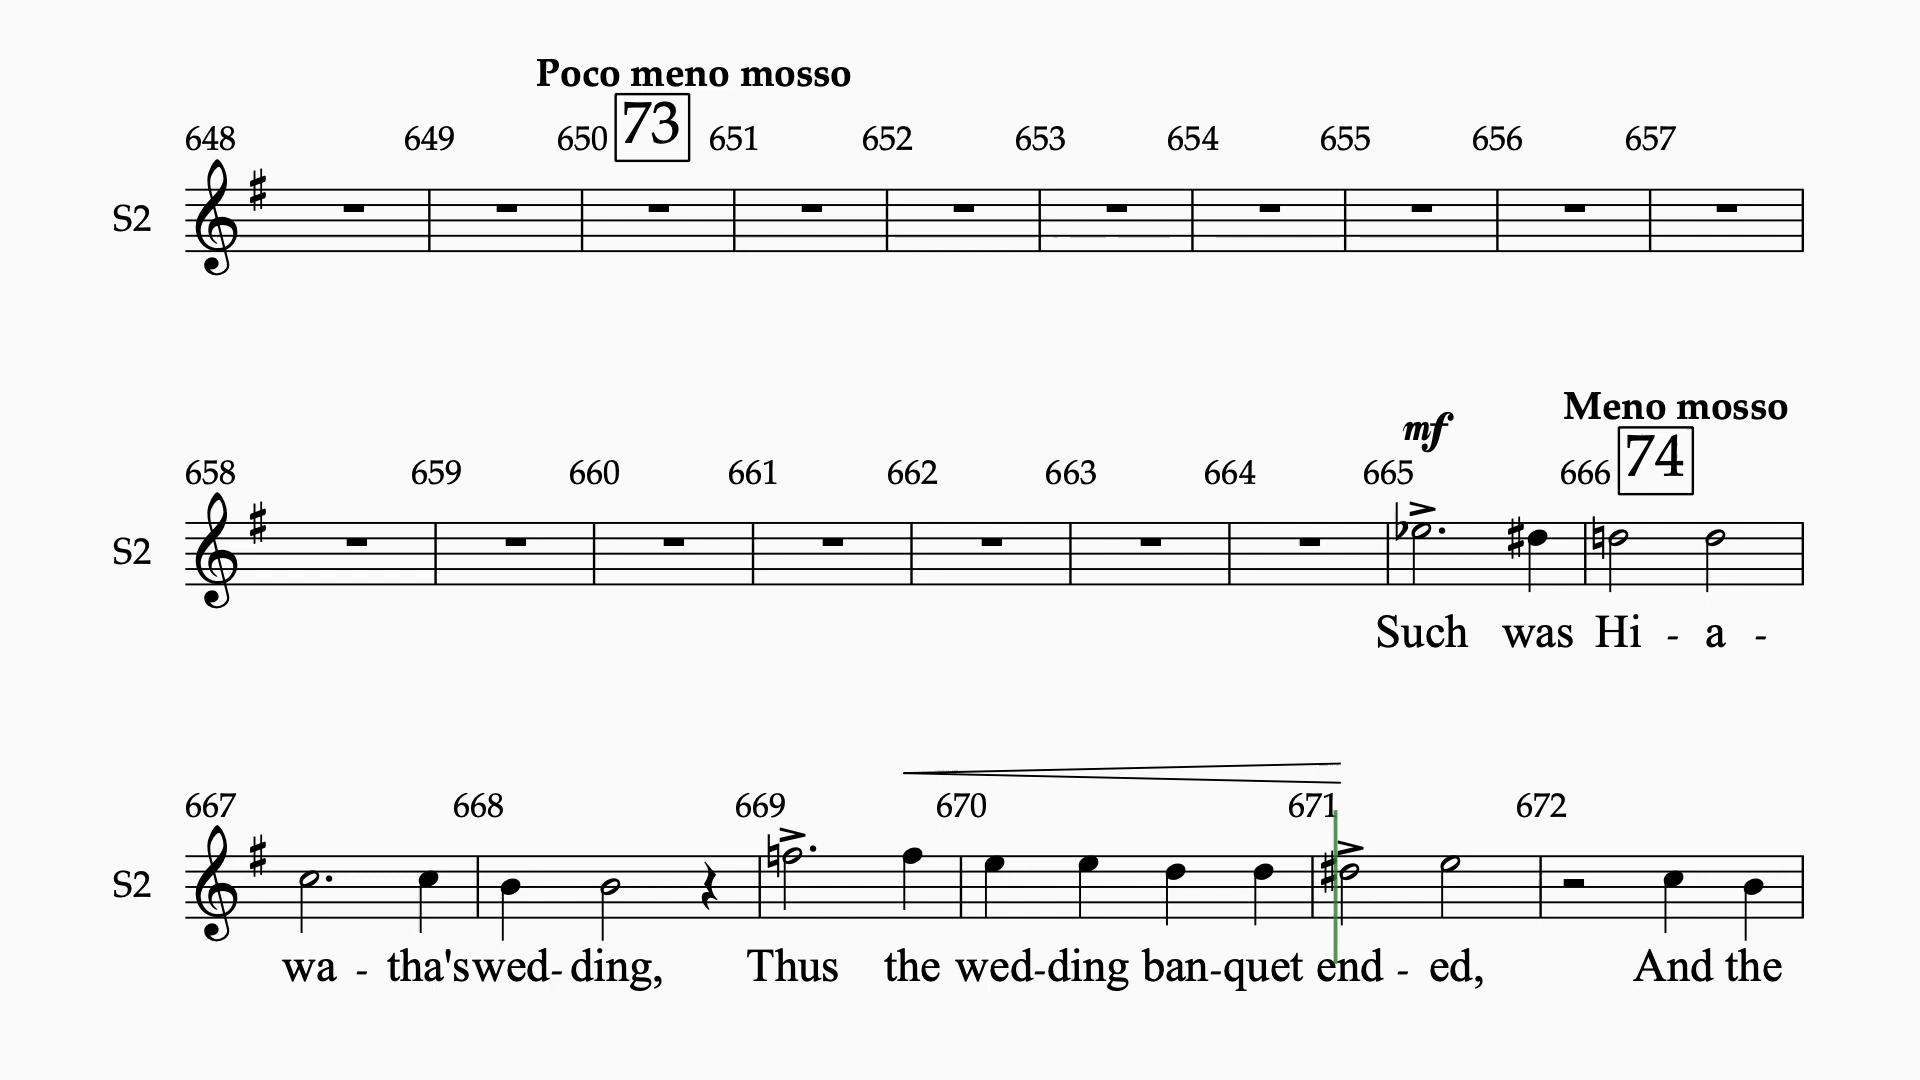 Poco meno mosso
73
648 649 650 651 652 653 654 655 656 657
S2
Meno mosso
mf
74
658 659 660 661 662 663 664 665 666
S2
Such was Hi - a -
667 668 669 670 671 672
S2
wa - tha's wed - ding, Thus the wed - ding ban - quet end - ed, And the